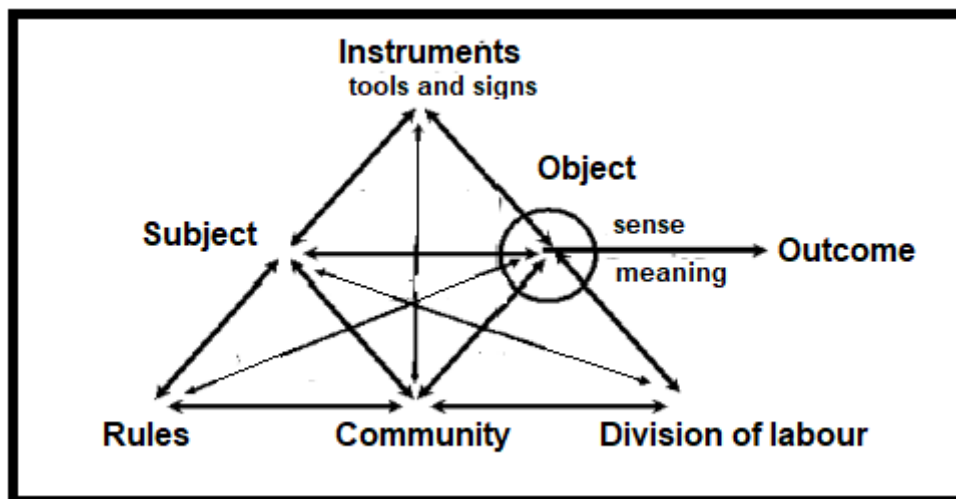 Instruments
tools and signs
Object
Subject
sense
Outcome
meaning
Rules
Community
Division of labour